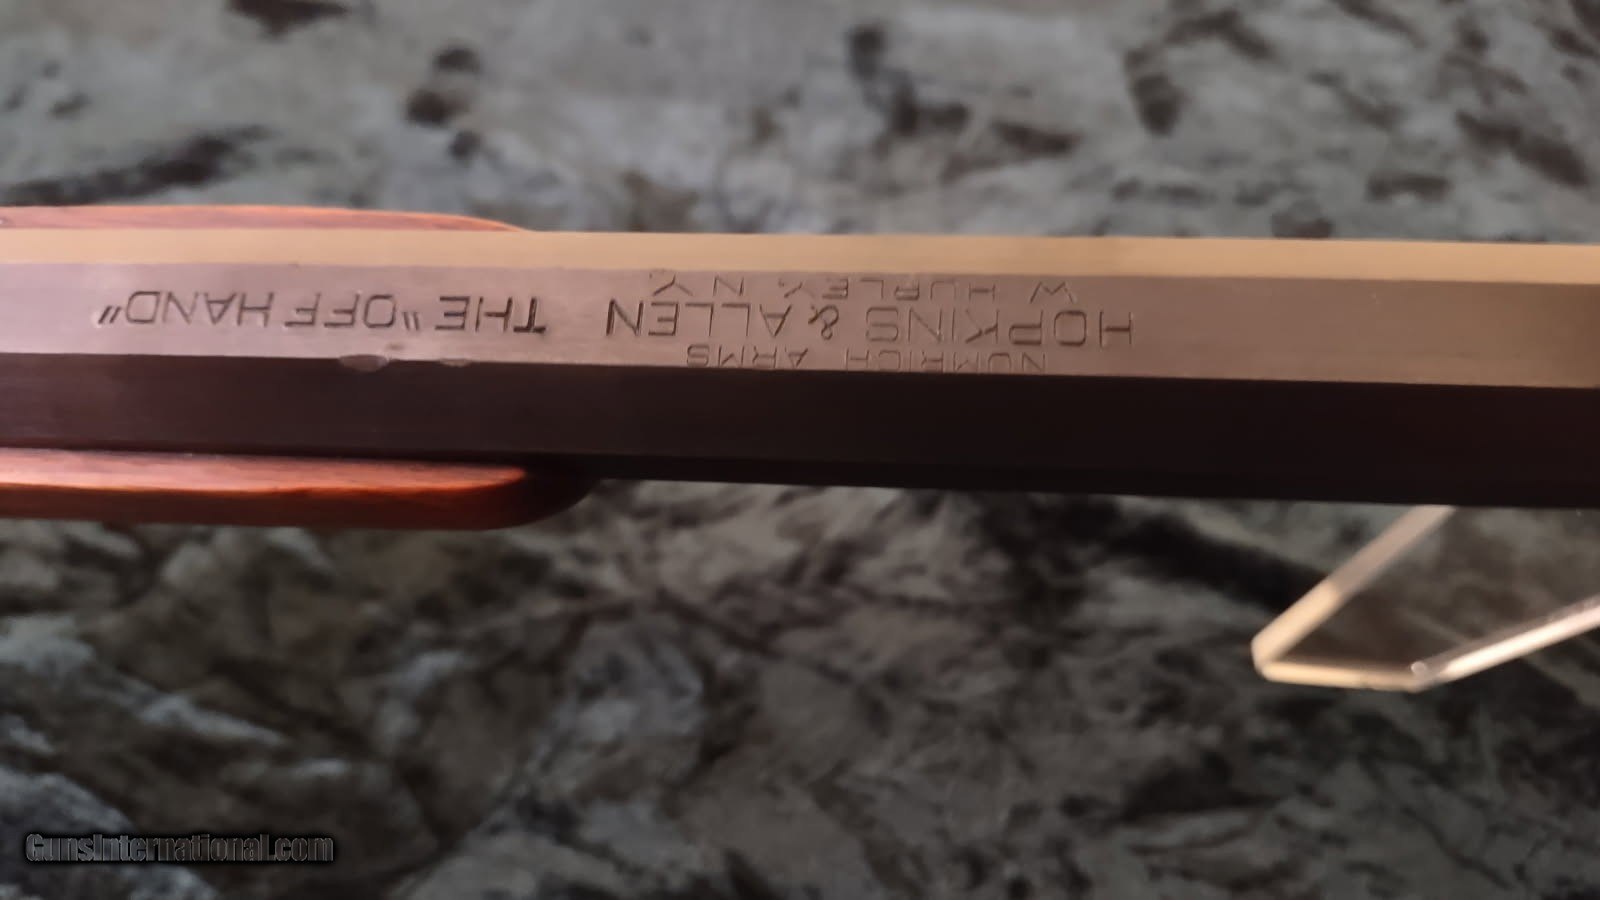 NUMRICH ARMS
HOPKINS & ALLEN THE "OFF HAND"
W HURLEY, N Y
GunsInternational.com